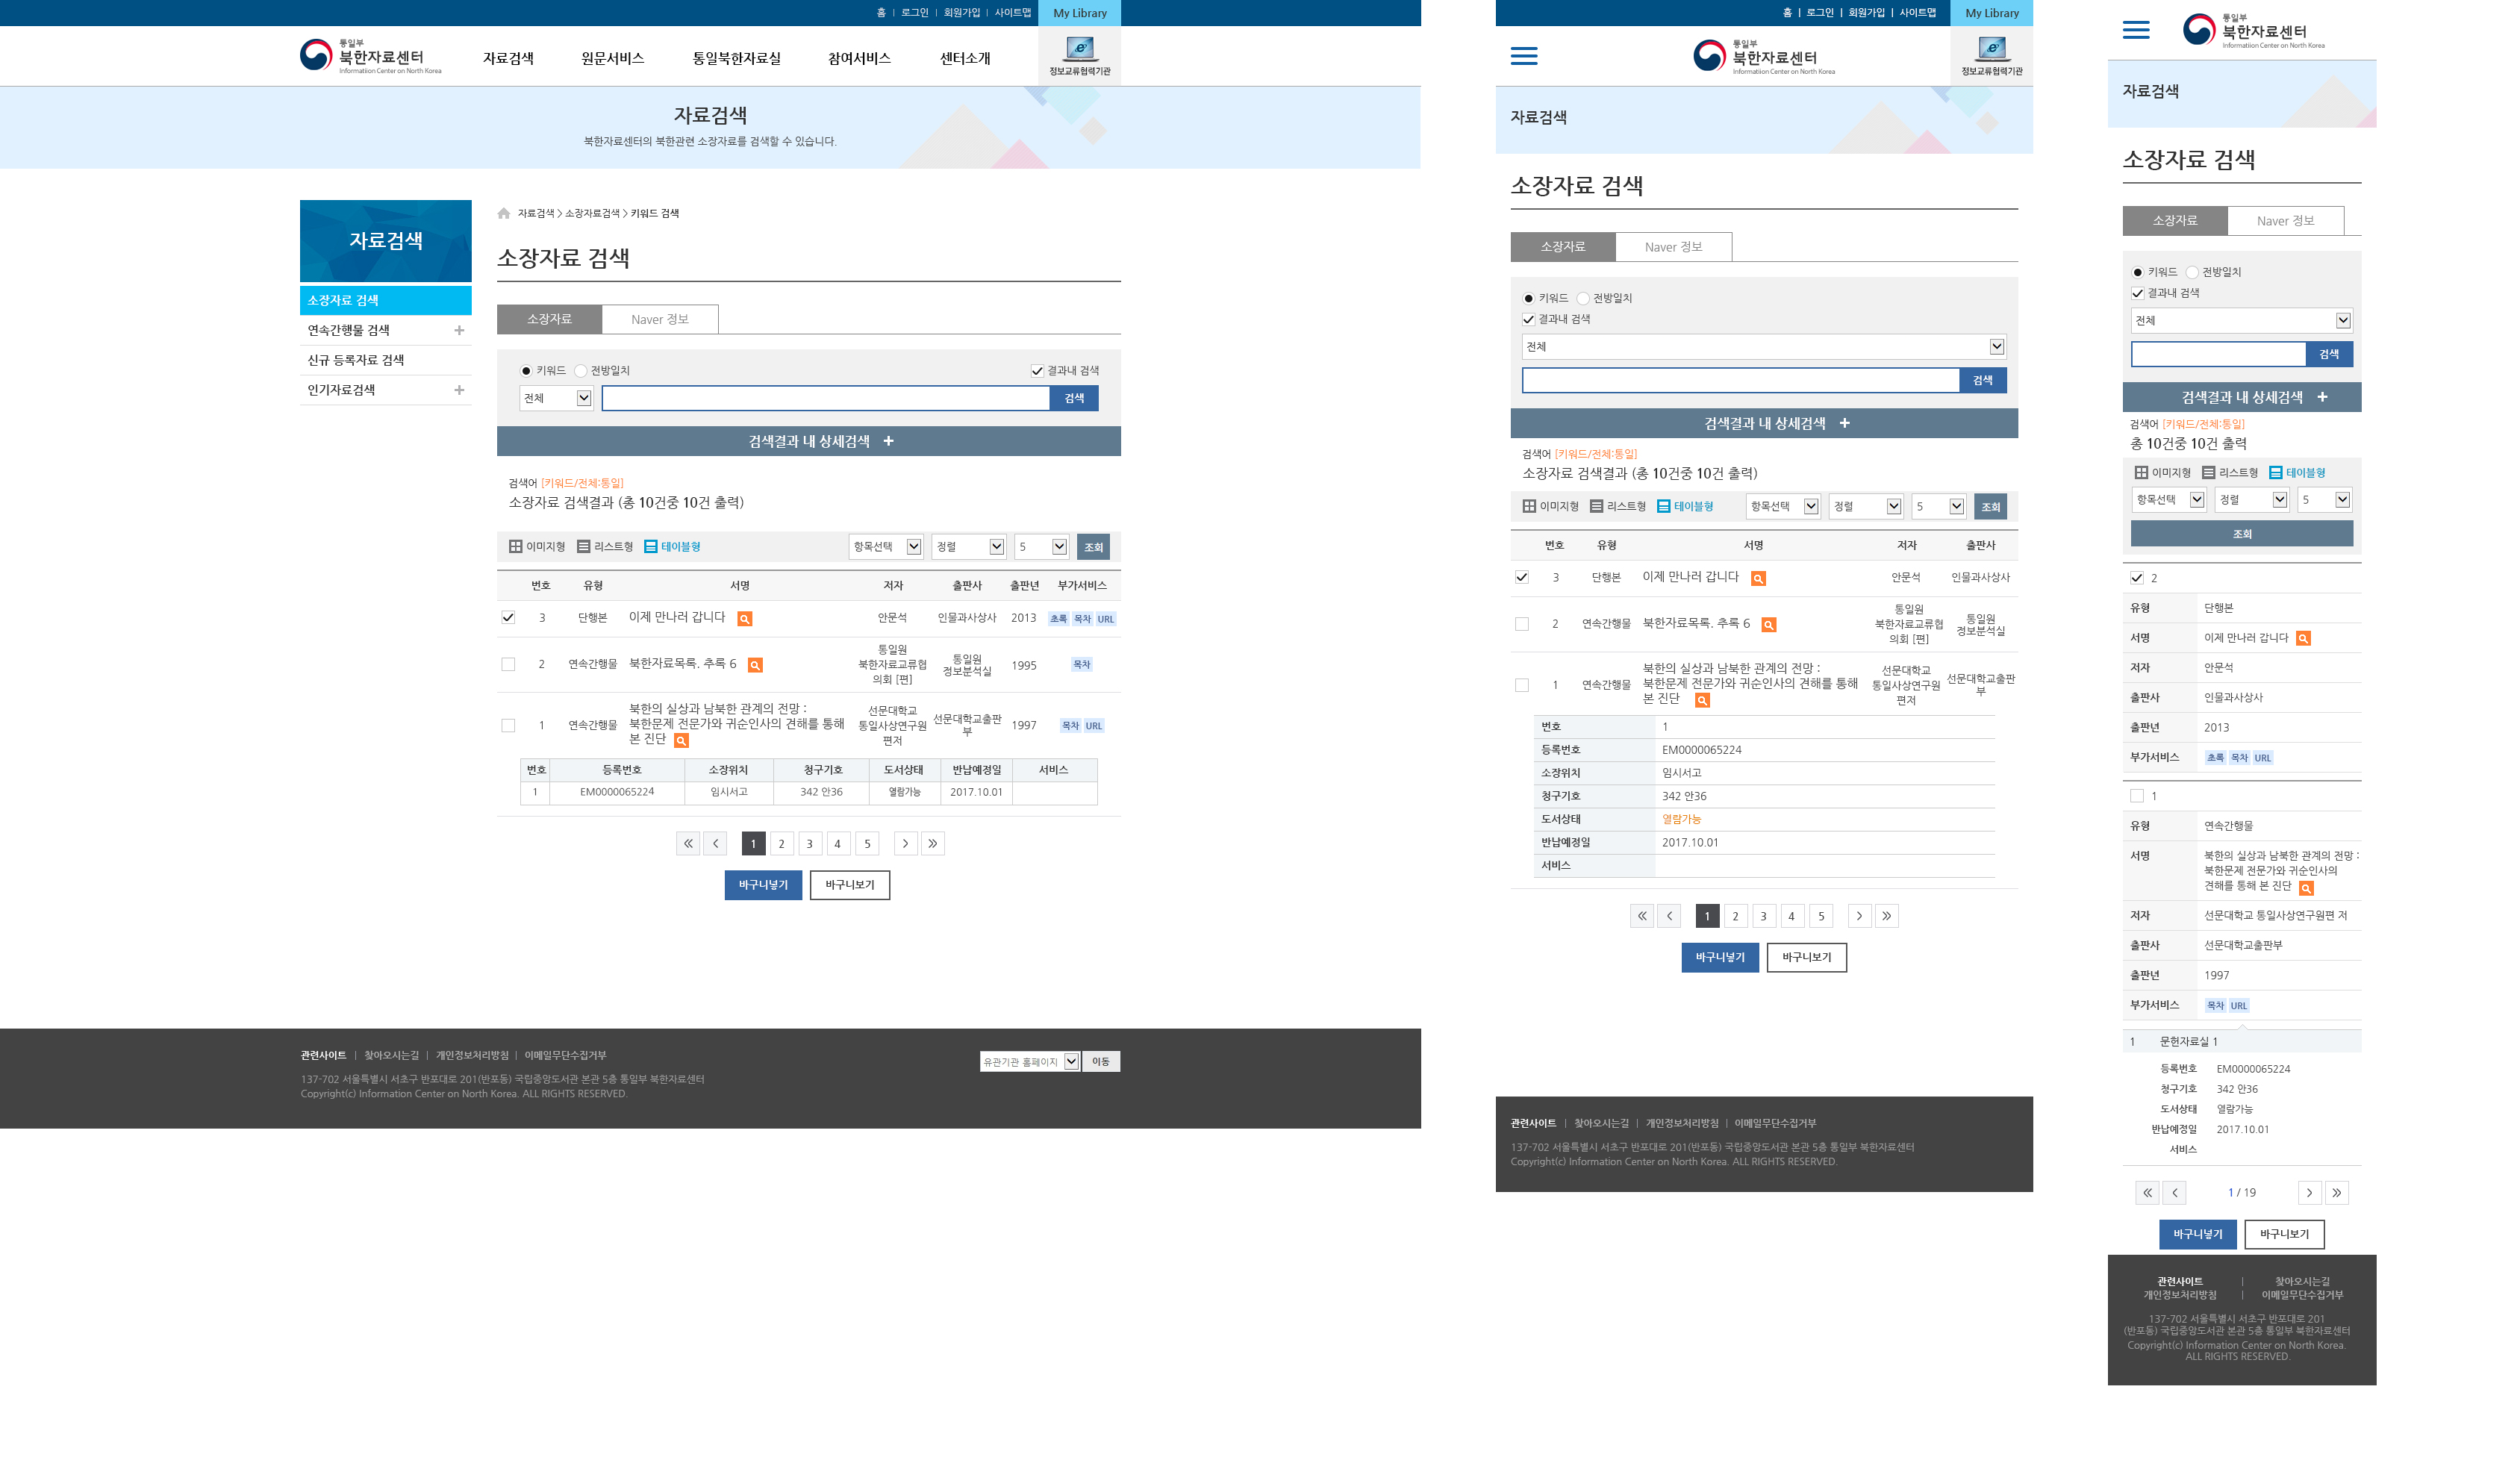 홈 | 로그인 | 회원가입 | 사이트맵 My Library
통일부
북한자료센터
Informatiion Center on North Korea
자료검색 원문서비스 통일북한자료실 참여서비스 센터소개
정보교류협력기관
자료검색
북한자료센터의 북한관련 소장자료를 검색할 수 있습니다.
자료검색
소장자료 검색
연속간행물 검색
신규 등록자료 검색
인기자료검색
자료검색 > 소장자료검색 > 키워드 검색
소장자료 검색
소장자료 Naver 정보
키워드 전방일치 결과내 검색
전체 검색
검색결과 내 상세검색
검색어 [키워드/전체:통일]
소장자료 검색결과 (총 10건중 10건 출력)
이미지형 리스트형 테이블형 항목선택 정렬 5 조회
번호 유형 서명 저자 출판사 출판년 부가서비스
3 단행본 이제 만나러 갑니다 안문석 인물과사상사 2013 초록 목차 URL
2 연속간행물 북한자료목록. 추록 6 통일원 북한자료교류협의회 [편] 통일원 정보분석실 1995 목차
1 연속간행물 북한의 실상과 남북한 관계의 전망 : 북한문제 전문가와 귀순인사의 견해를 통해 본 진단 선문대학교 통일사상연구원 편저 선문대학교출판부 1997 목차 URL
번호 등록번호 소장위치 청구기호 도서상태 반납예정일 서비스
1 EM0000065224 임시서고 342 안36 열람가능 2017.10.01
1 2 3 4 5
바구니넣기 바구니보기
관련사이트 | 찾아오시는길 | 개인정보처리방침 | 이메일무단수집거부
유관기관 홈페이지 이동
137-702 서울특별시 서초구 반포대로 201(반포동) 국립중앙도서관 본관 5층 통일부 북한자료센터
Copyright(c) Information Center on North Korea. ALL RIGHTS RESERVED.
홈 | 로그인 | 회원가입 | 사이트맵 My Library
통일부
북한자료센터
Informatiion Center on North Korea
정보교류협력기관
자료검색
소장자료 검색
소장자료 Naver 정보
키워드 전방일치
결과내 검색
전체
검색
검색결과 내 상세검색
검색어 [키워드/전체:통일]
소장자료 검색결과 (총 10건중 10건 출력)
이미지형 리스트형 테이블형 항목선택 정렬 5 조회
번호 유형 서명 저자 출판사
3 단행본 이제 만나러 갑니다 안문석 인물과사상사
2 연속간행물 북한자료목록. 추록 6 통일원 북한자료교류협의회 [편] 통일원 정보분석실
1 연속간행물 북한의 실상과 남북한 관계의 전망 : 북한문제 전문가와 귀순인사의 견해를 통해 본 진단 선문대학교 통일사상연구원 편저 선문대학교출판부
번호 1
등록번호 EM0000065224
소장위치 임시서고
청구기호 342 안36
도서상태 열람가능
반납예정일 2017.10.01
서비스
1 2 3 4 5
바구니넣기 바구니보기
관련사이트 | 찾아오시는길 | 개인정보처리방침 | 이메일무단수집거부
137-702 서울특별시 서초구 반포대로 201(반포동) 국립중앙도서관 본관 5층 통일부 북한자료센터
Copyright(c) Information Center on North Korea. ALL RIGHTS RESERVED.
통일부
북한자료센터
Informatiion Center on North Korea
자료검색
소장자료 검색
소장자료 Naver 정보
키워드 전방일치
결과내 검색
전체
검색
검색결과 내 상세검색
검색어 [키워드/전체:통일]
총 10건중 10건 출력
이미지형 리스트형 테이블형
항목선택 정렬 5
조회
2
유형 단행본
서명 이제 만나러 갑니다
저자 안문석
출판사 인물과사상사
출판년 2013
부가서비스 초록 목차 URL
1
유형 연속간행물
서명 북한의 실상과 남북한 관계의 전망 :
북한문제 전문가와 귀순인사의
견해를 통해 본 진단
저자 선문대학교 통일사상연구원편 저
출판사 선문대학교출판부
출판년 1997
부가서비스 목차 URL
1 문헌자료실 1
등록번호 EM0000065224
청구기호 342 안36
도서상태 열람가능
반납예정일 2017.10.01
서비스
1 / 19
바구니넣기 바구니보기
관련사이트 | 찾아오시는길
개인정보처리방침 | 이메일무단수집거부
137-702 서울특별시 서초구 반포대로 201
(반포동) 국립중앙도서관 본관 5층 통일부 북한자료센터
Copyright(c) Information Center on North Korea.
ALL RIGHTS RESERVED.